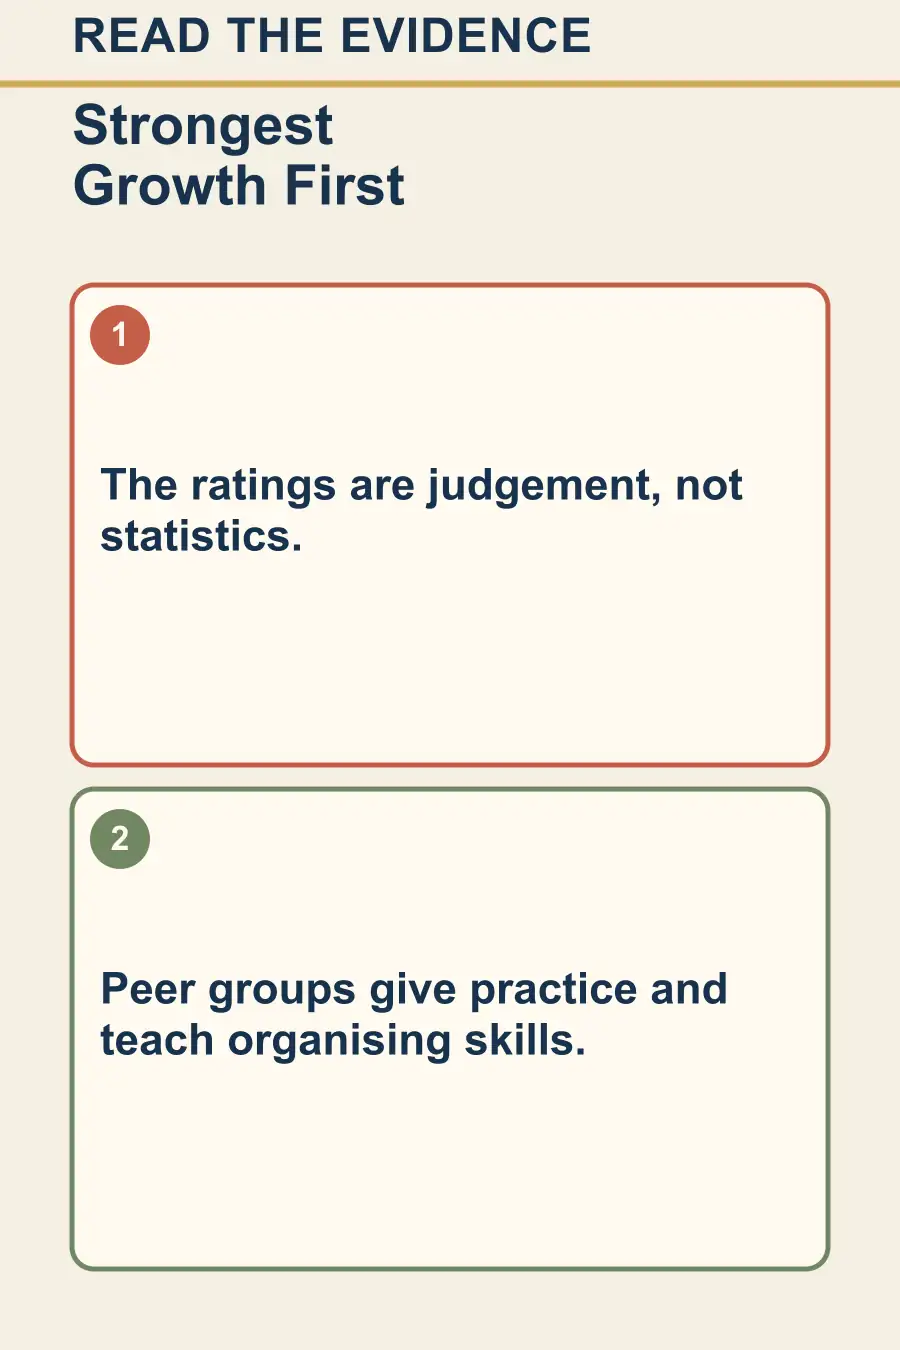 READ THE EVIDENCE
Strongest
Growth First
1
The ratings are judgement, not
statistics.
2
Peer groups give practice and
teach organising skills.